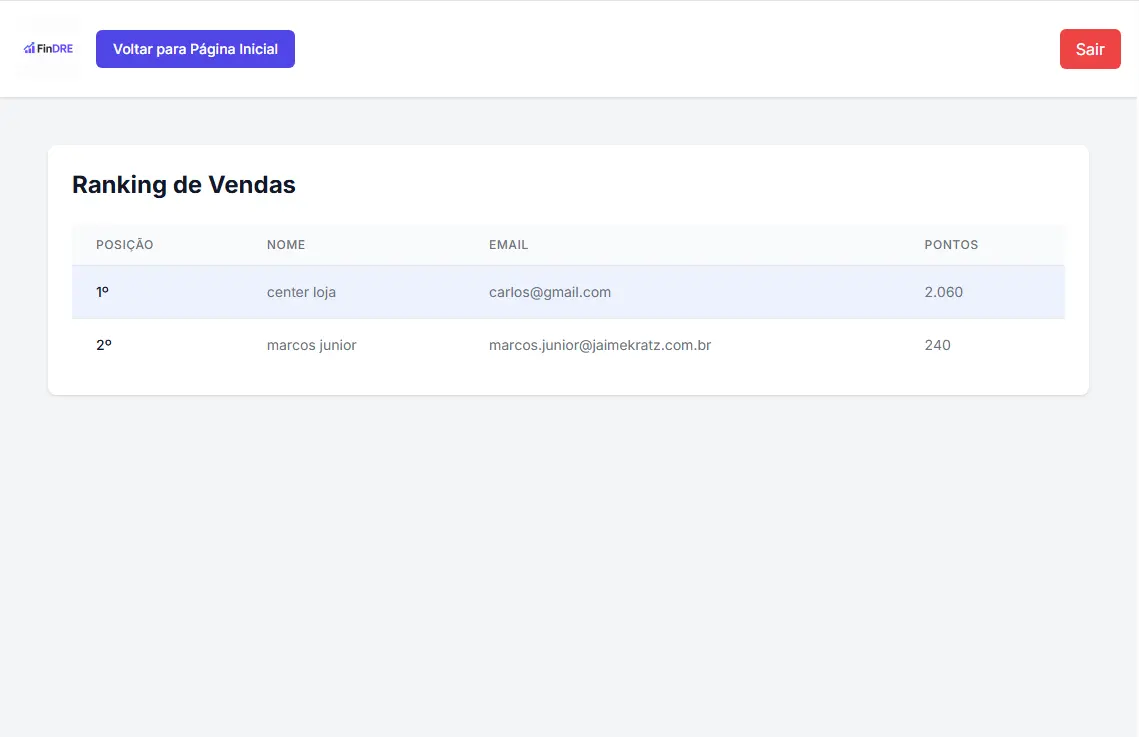 FinDRE
Voltar para Página Inicial
Sair
Ranking de Vendas
POSIÇÃO NOME EMAIL PONTOS
1º center loja carlos@gmail.com 2.060
2º marcos junior marcos.junior@jaimekratz.com.br 240